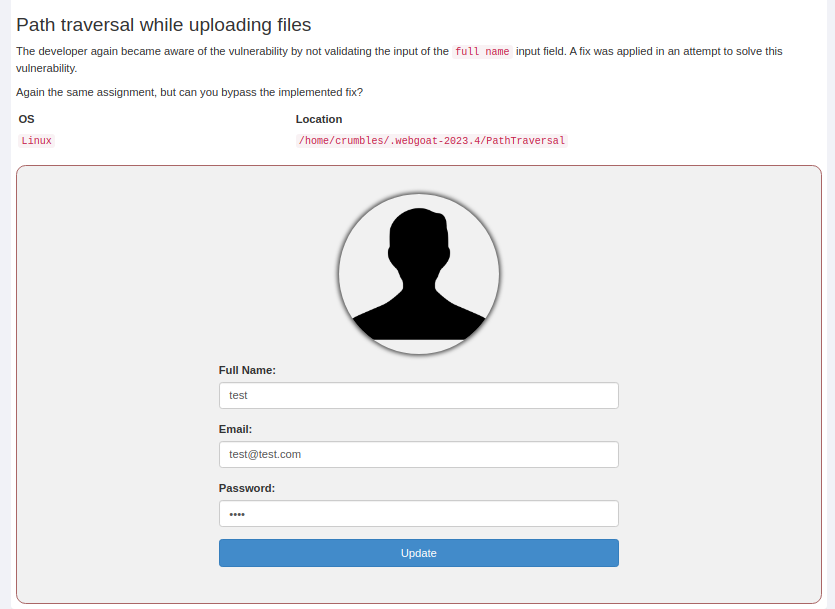 Path traversal while uploading files
The developer again became aware of the vulnerability by not validating the input of the full name input field. A fix was applied in an attempt to solve this
vulnerability.
Again the same assignment, but can you bypass the implemented fix?
OS Location
Linux /home/crumbles/.webgoat-2023.4/PathTraversal
Full Name:
test
Email:
test@test.com
Password:
••••
Update